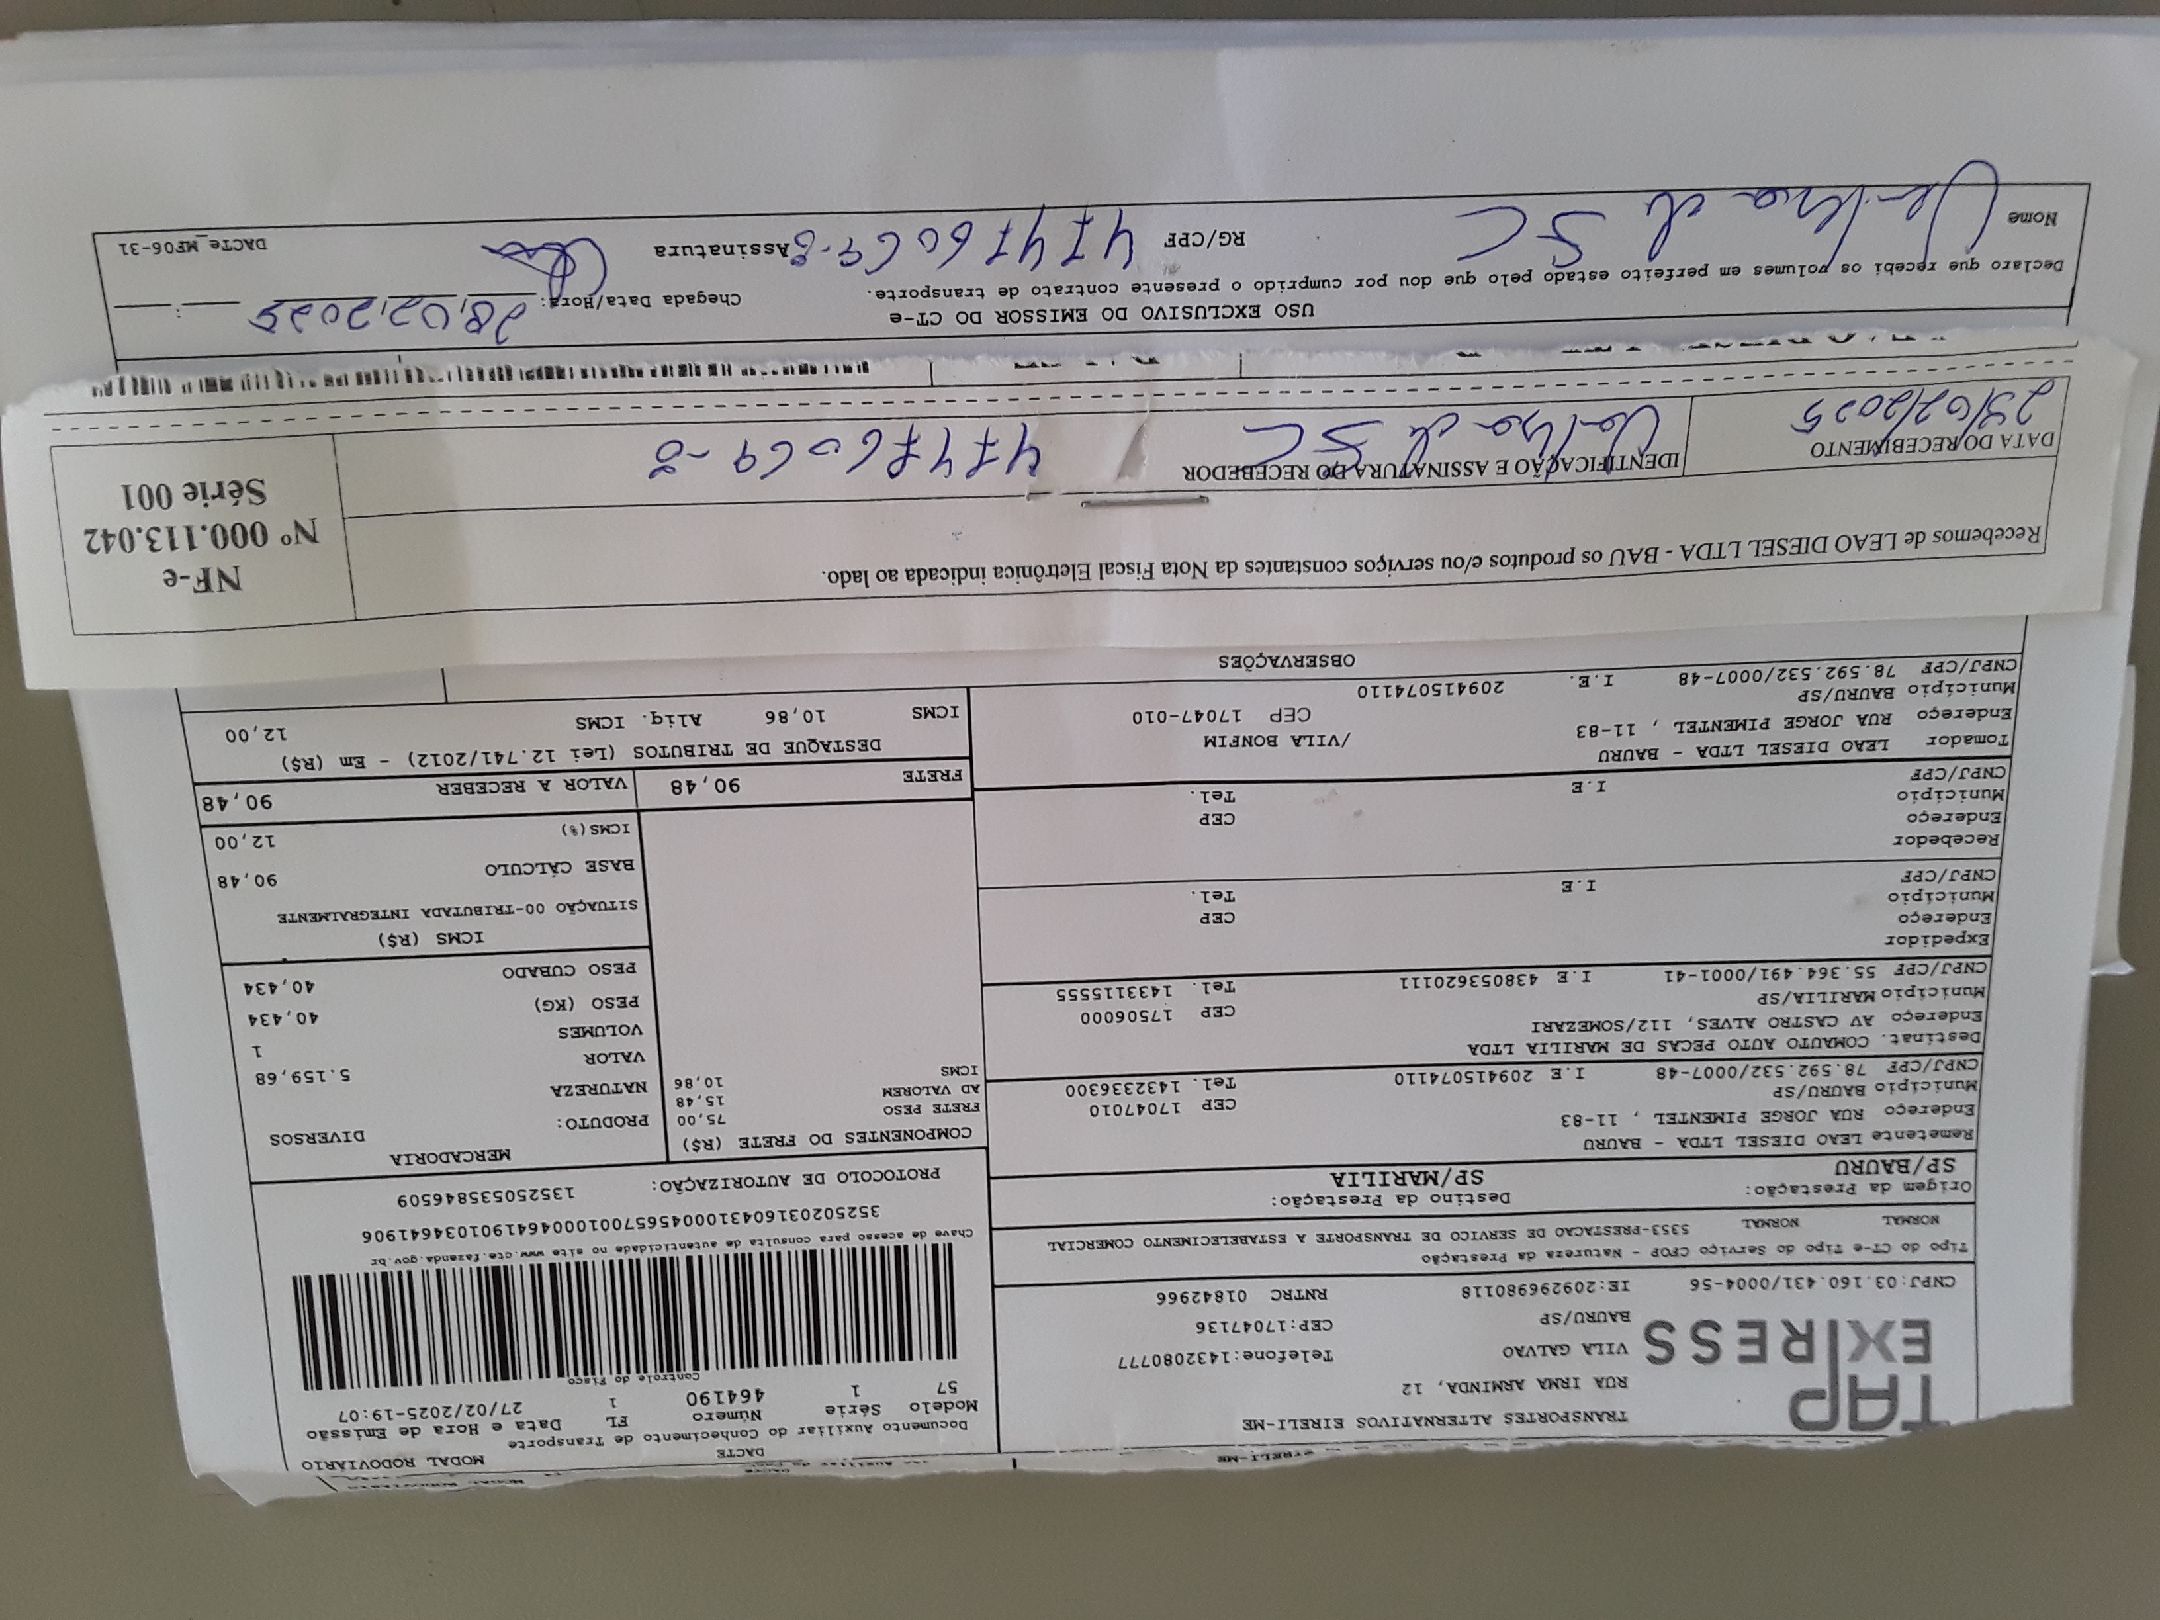 DACTE
MODAL RODOVIÁRIO
TAP
EXPRESS
TRANSPORTES ALTERNATIVOS EIRELI-ME
RUA IRMA ARMINDA, 12
VILA GALVAO Telefone:1432080777
BAURU/SP CEP:17047136
CNPJ:03.160.431/0004-56 IE:209296980118 RNTRC 01842966
Documento Auxiliar do Conhecimento de Transporte
Modelo Série Número FL Data e Hora de Emissão
57 1 464190 1 27/02/2025-19:07
Controle do Fisco
Chave de acesso para consulta de autenticidade no site www.cte.fazenda.gov.br
35250203160431000456570010004641901034641906
PROTOCOLO DE AUTORIZAÇÃO: 135250535846509
Tipo do CT-e Tipo do Serviço CFOP - Natureza da Prestação
NORMAL NORMAL 5353-PRESTACAO DE SERVICO DE TRANSPORTE A ESTABELECIMENTO COMERCIAL
Origem da Prestação: Destino da Prestação:
SP/BAURU SP/MARILIA
Remetente LEAO DIESEL LTDA - BAURU
Endereço RUA JORGE PIMENTEL , 11-83
Município BAURU/SP CEP 17047010
CNPJ/CPF 78.592.532/0007-48 I.E 209415074110 Tel. 1432336300
Destinat. COMAUTO AUTO PECAS DE MARILIA LTDA
Endereço AV CASTRO ALVES, 112/SOMEZARI
Município MARILIA/SP CEP 17506000
CNPJ/CPF 55.364.491/0001-41 I.E 438053620111 Tel. 1433115555
Expedidor
Endereço
Município CEP
CNPJ/CPF I.E Tel.
Recebedor
Endereço
Município CEP
CNPJ/CPF I.E Tel.
Tomador LEAO DIESEL LTDA - BAURU
Endereço RUA JORGE PIMENTEL , 11-83 /VILA BONFIM
Município BAURU/SP CEP 17047-010
CNPJ/CPF 78.592.532/0007-48 I.E. 209415074110
OBSERVAÇÕES
COMPONENTES DO FRETE (R$)
FRETE PESO 75,00
AD VALOREM 15,48
ICMS 10,86
MERCADORIA
PRODUTO: DIVERSOS
NATUREZA
VALOR 5.159,68
VOLUMES 1
PESO (KG) 40,434
PESO CUBADO 40,434
ICMS (R$)
SITUAÇÃO 00-TRIBUTADA INTEGRALMENTE
BASE CÁLCULO 90,48
ICMS(%) 12,00
FRETE 90,48 VALOR A RECEBER 90,48
DESTAQUE DE TRIBUTOS (Lei 12.741/2012) - Em (R$)
ICMS 10,86 Aliq. ICMS 12,00
Recebemos de LEAO DIESEL LTDA - BAU os produtos e/ou serviços constantes da Nota Fiscal Eletrônica indicada ao lado.
NF-e
Nº 000.113.042
Série 001
DATA DO RECEBIMENTO IDENTIFICAÇÃO E ASSINATURA DO RECEBEDOR
47476069-8
USO EXCLUSIVO DO EMISSOR DO CT-e
Declaro que recebi os volumes em perfeito estado pelo que dou por cumprido o presente contrato de transporte.
Chegada Data/Hora: 28,02,2025
Nome RG/CPF 47476069-8 Assinatura
DACTe_MF06-31